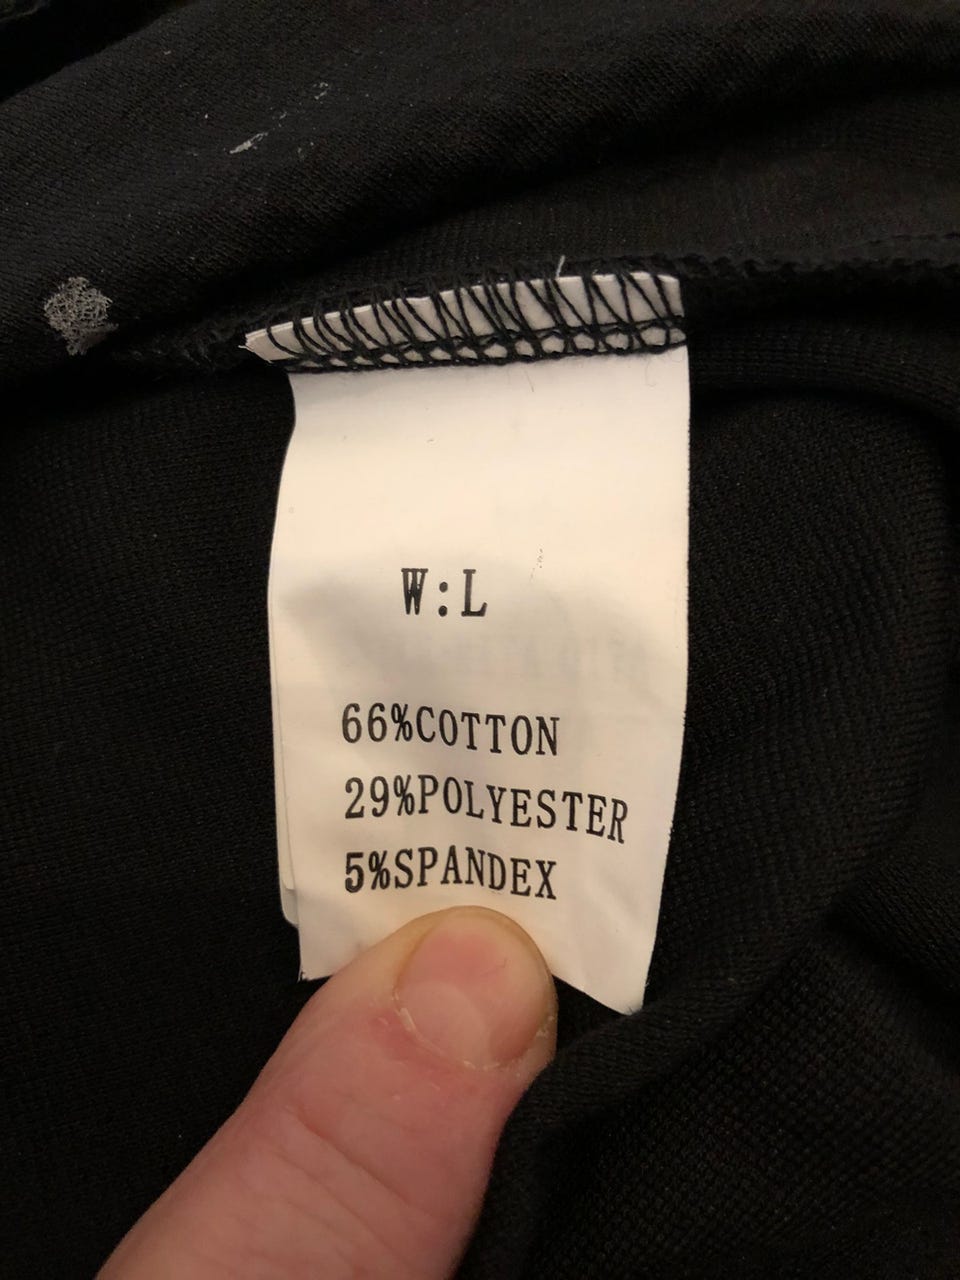 W:L
66%COTTON
29%POLYESTER
5%SPANDEX